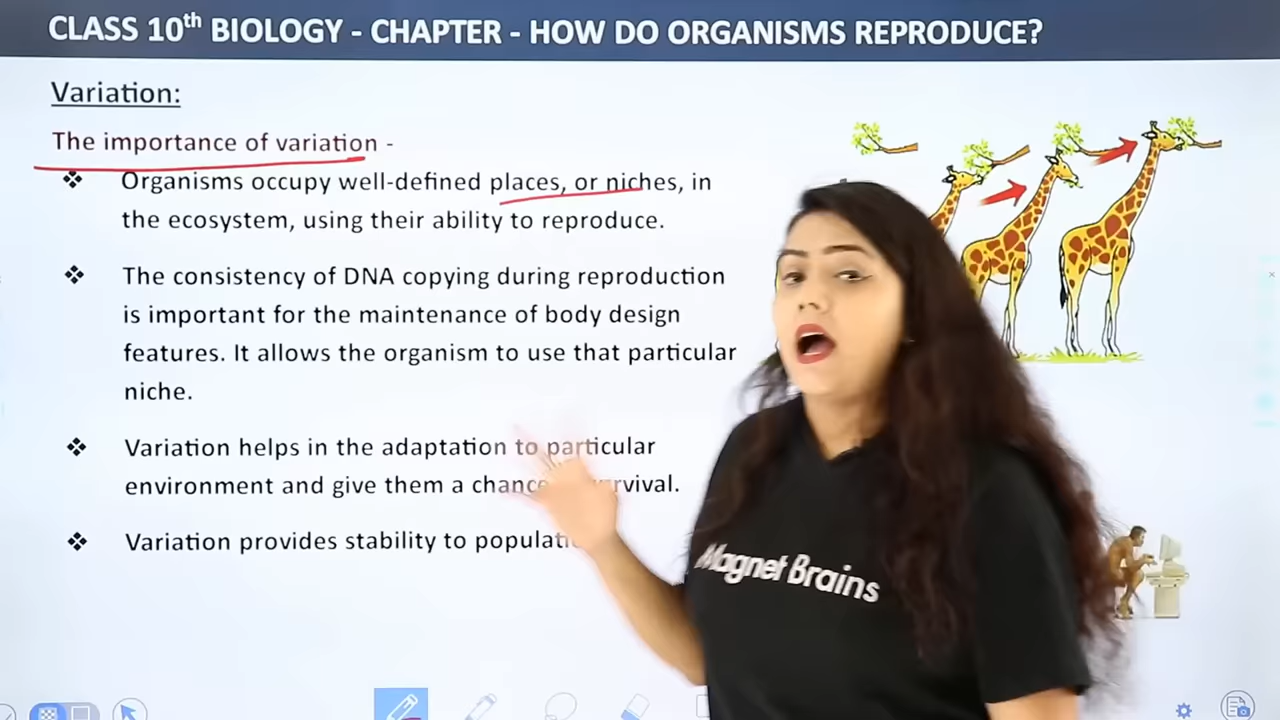 CLASS 10th BIOLOGY - CHAPTER - HOW DO ORGANISMS REPRODUCE?
Variation:
The importance of variation -
❖ Organisms occupy well-defined places, or niches, in
the ecosystem, using their ability to reproduce.
❖ The consistency of DNA copying during reproduction
is important for the maintenance of body design
features. It allows the organism to use that particular
niche.
❖ Variation helps in the adaptation to particular
environment and give them a
❖ Variation provides stability to
Magnet Brains